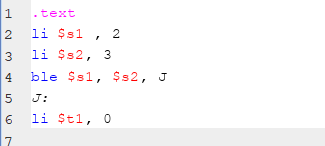 1 .text
2 li $s1 , 2
3 li $s2, 3
4 ble $s1, $s2, J
5 J:
6 li $t1, 0
7